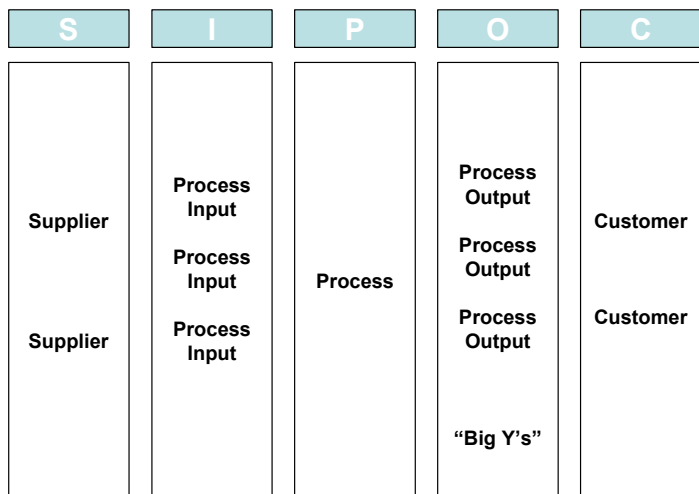 S
I
P
O
C
Supplier
Supplier
Process
Input
Process
Input
Process
Input
Process
Process
Output
Process
Output
Process
Output
“Big Y’s”
Customer
Customer